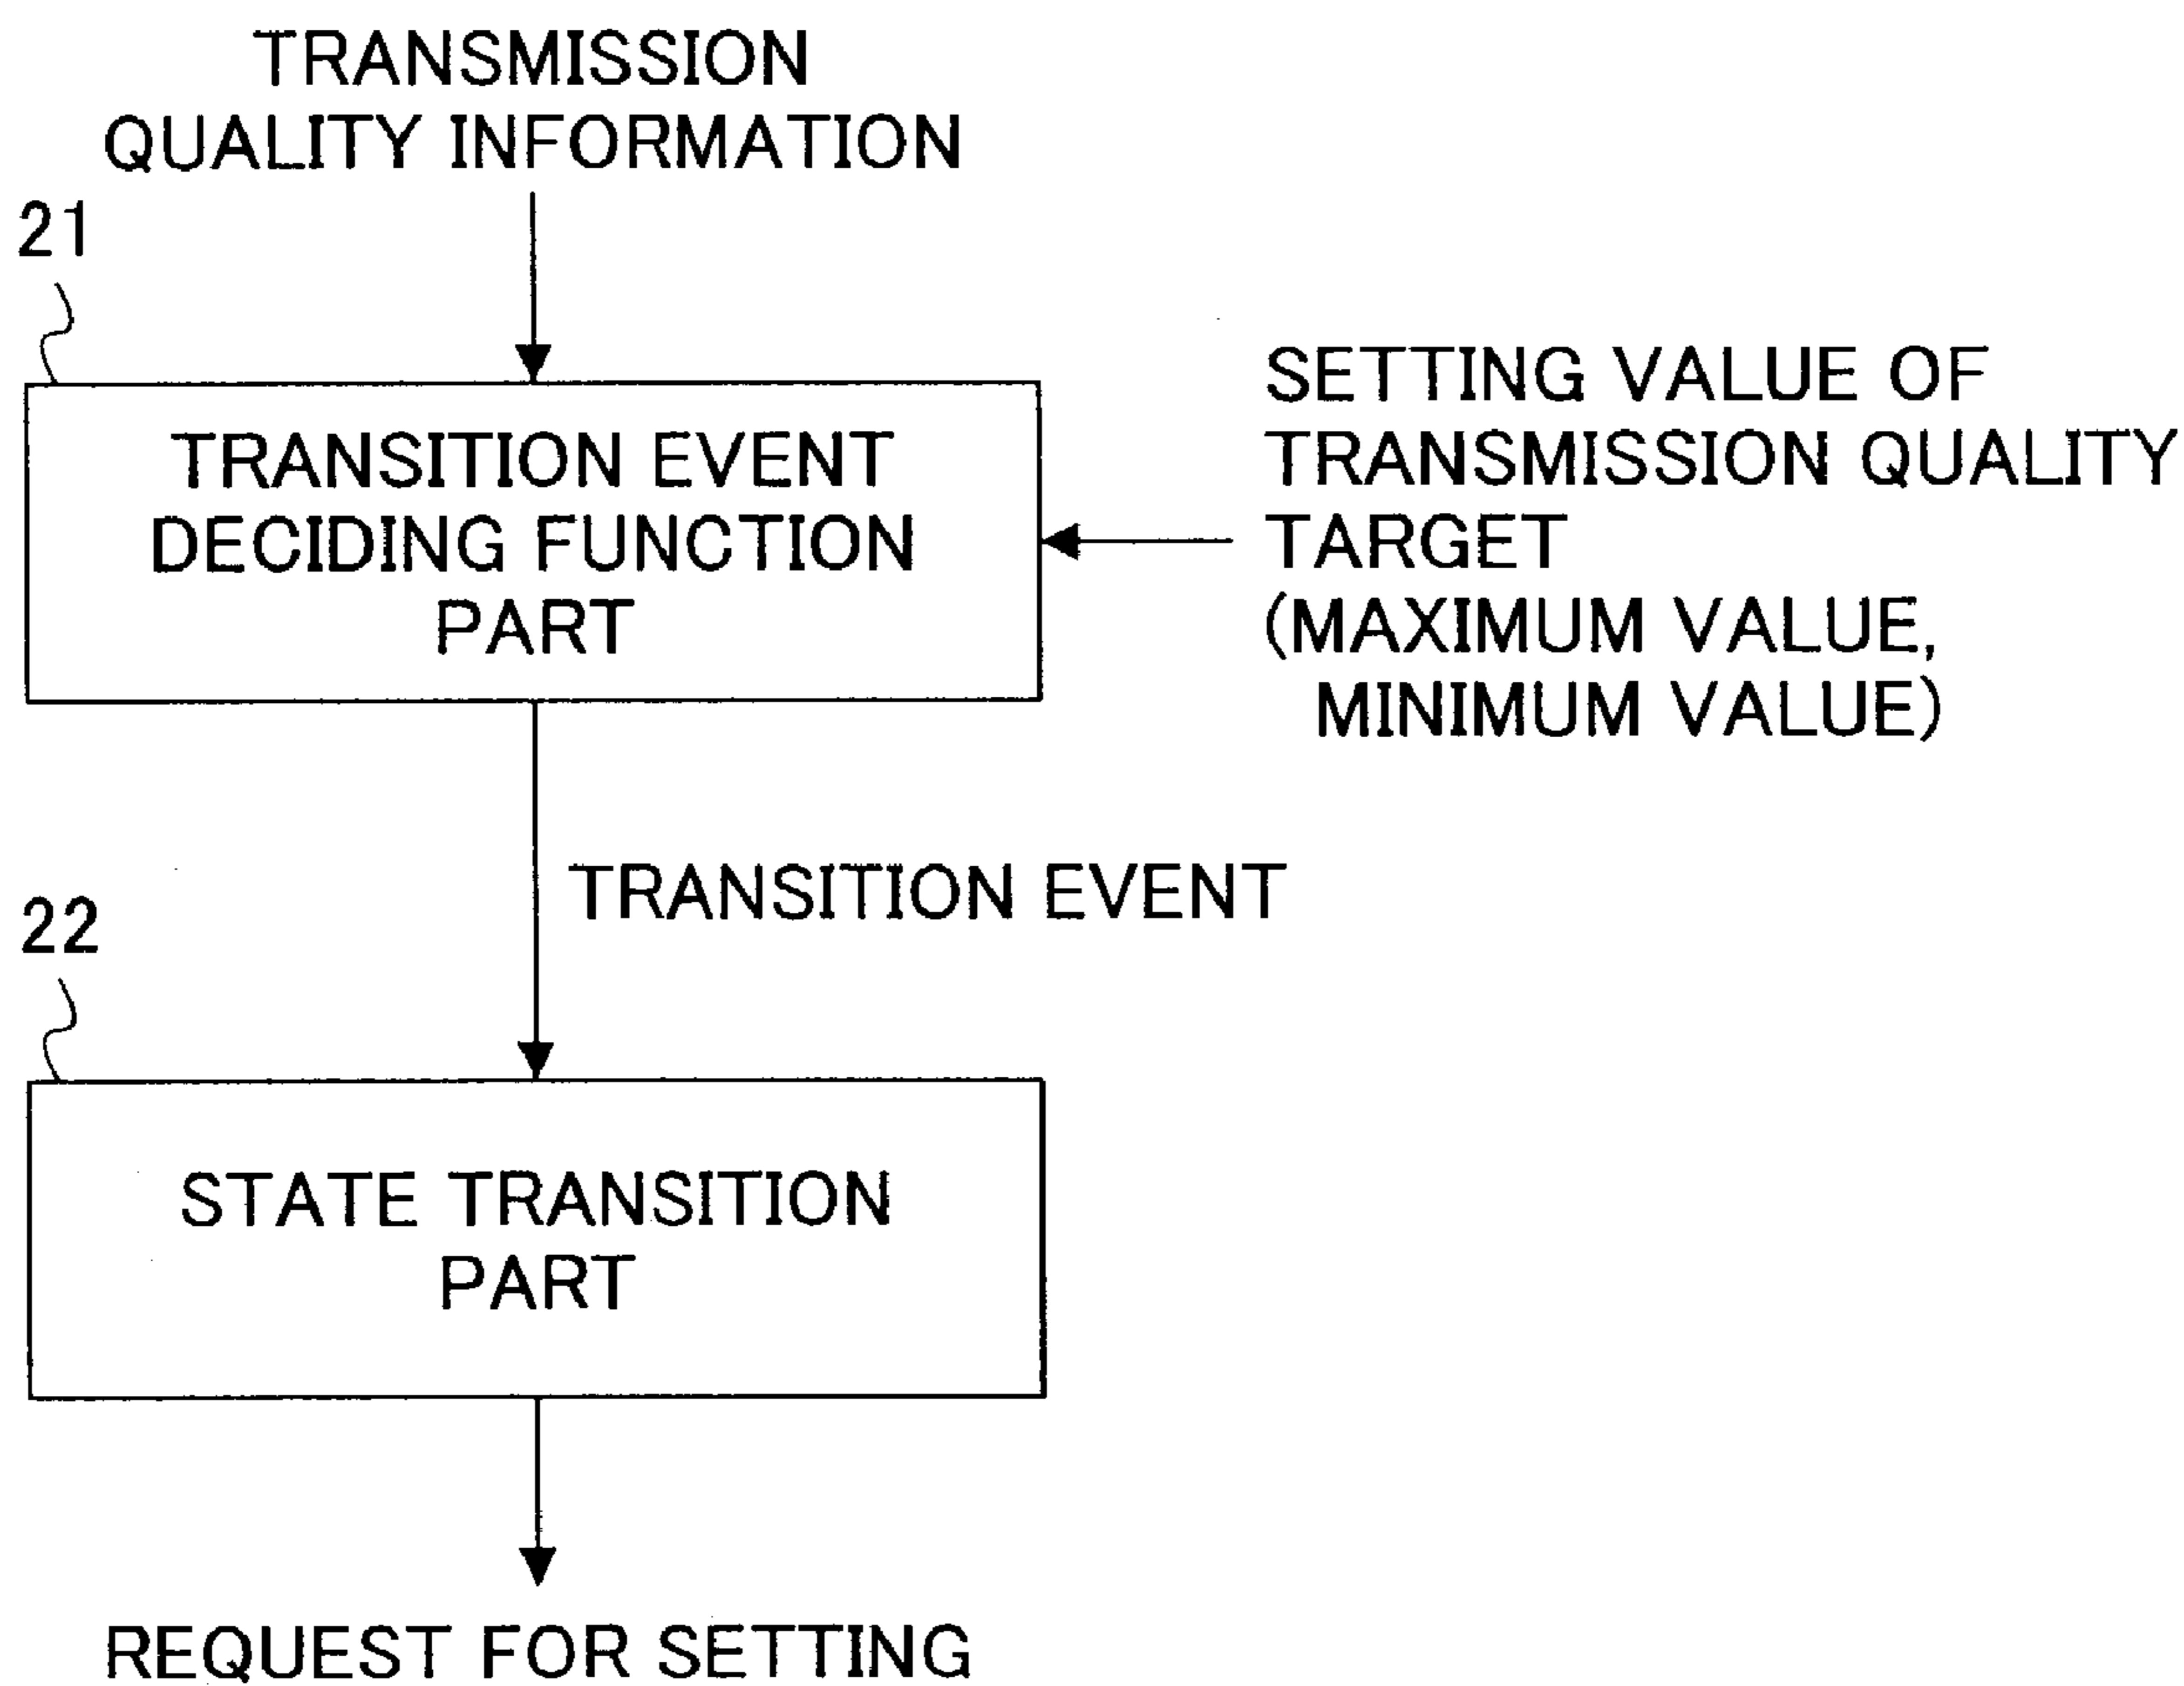 TRANSMISSION
QUALITY INFORMATION
21
TRANSITION EVENT
DECIDING FUNCTION
PART
SETTING VALUE OF
TRANSMISSION QUALITY
TARGET
(MAXIMUM VALUE,
MINIMUM VALUE)
TRANSITION EVENT
22
STATE TRANSITION
PART
REQUEST FOR SETTING